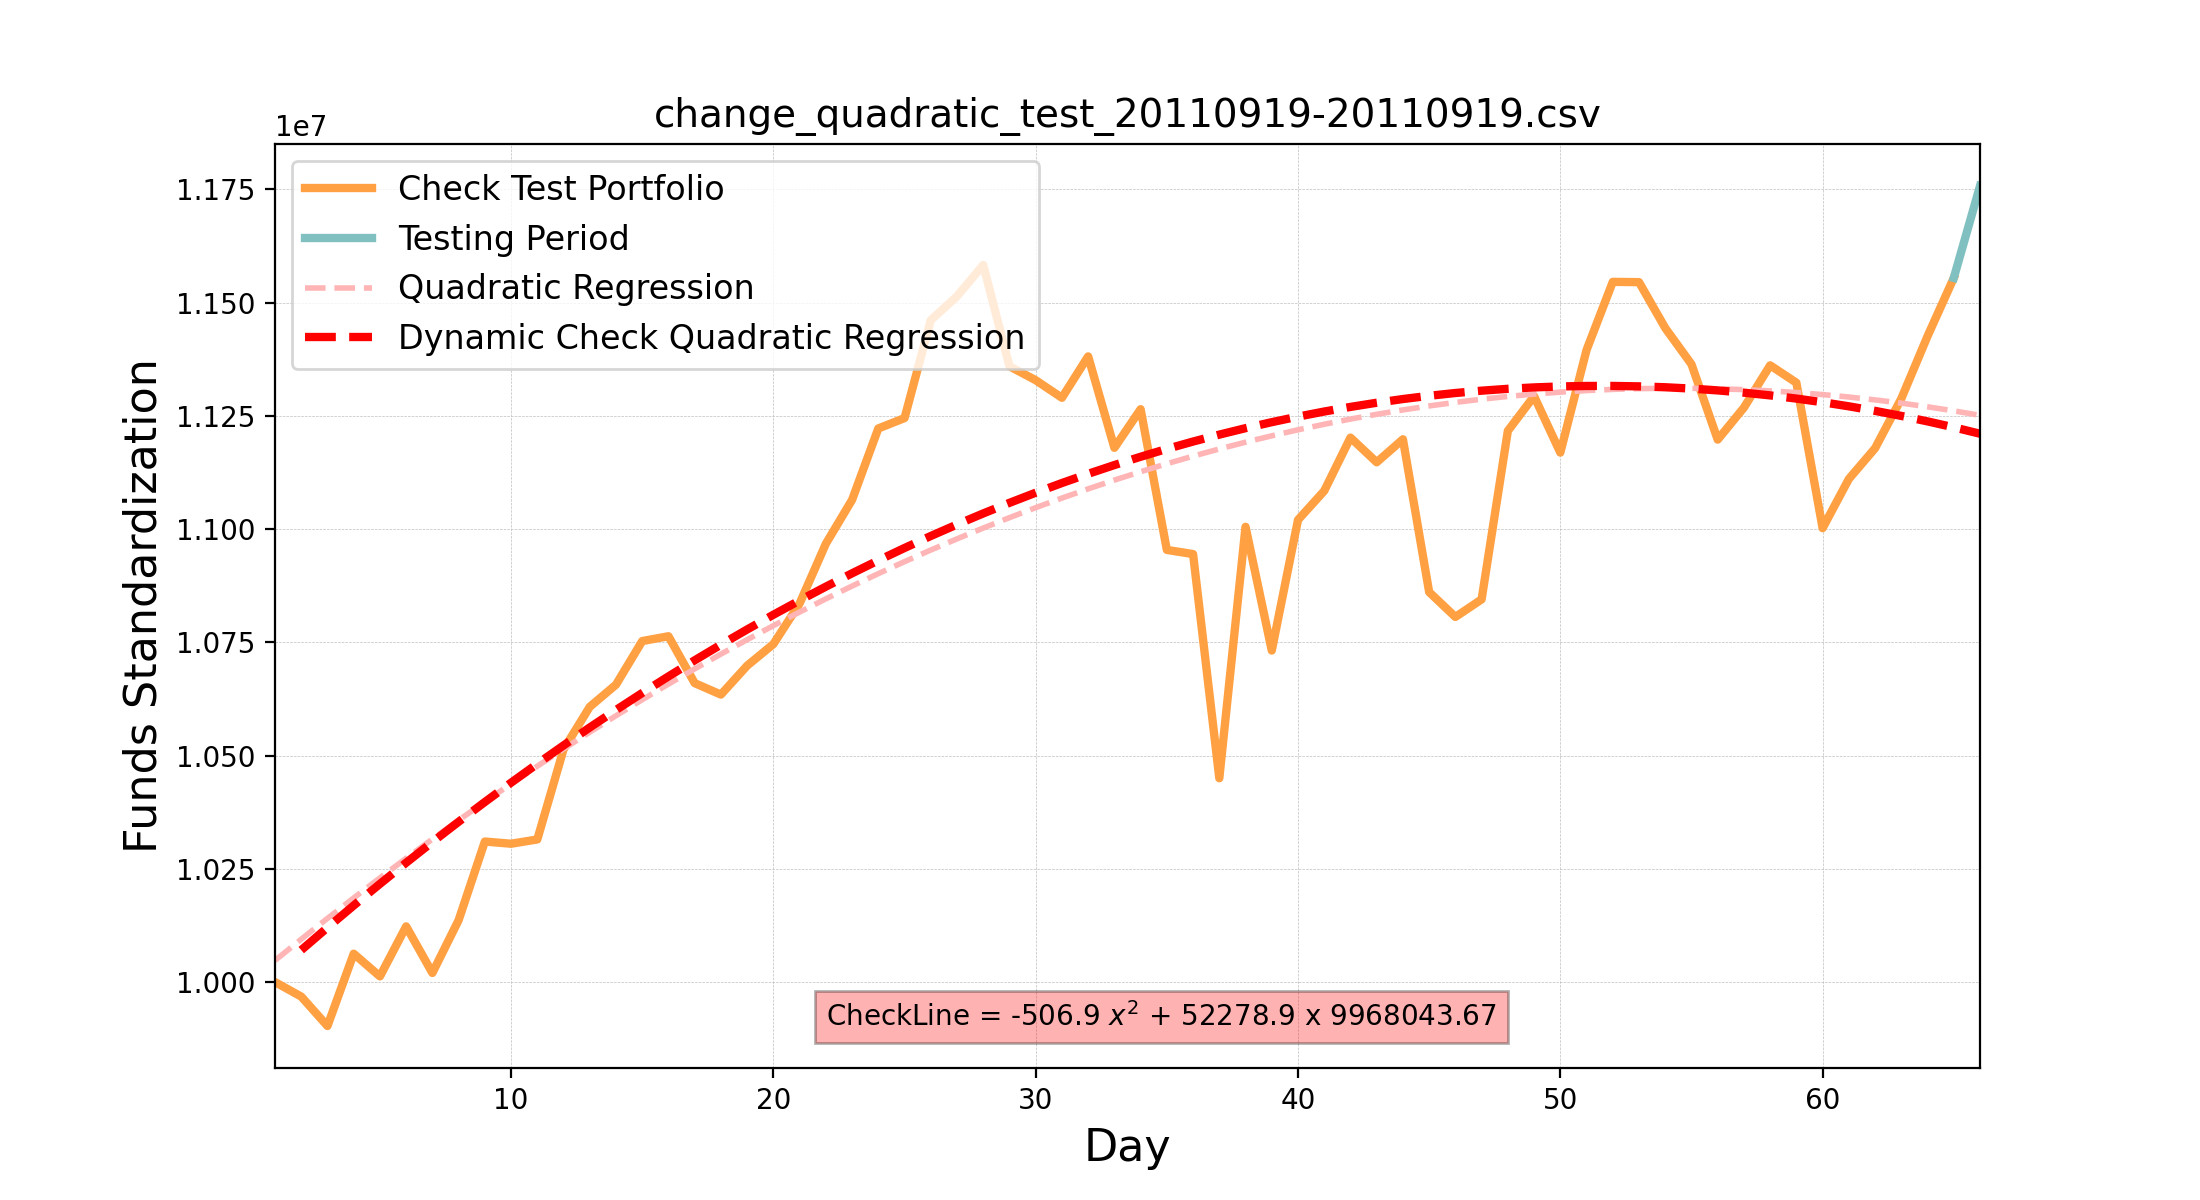 change_quadratic_test_20110919-20110919.csv
1e7
Check Test Portfolio
Testing Period
Quadratic Regression
Dynamic Check Quadratic Regression
1.175
1.150
1.125
1.100
1.075
1.050
1.025
1.000
Funds Standardization
CheckLine = -506.9 x² + 52278.9 x 9968043.67
10 20 30 40 50 60
Day